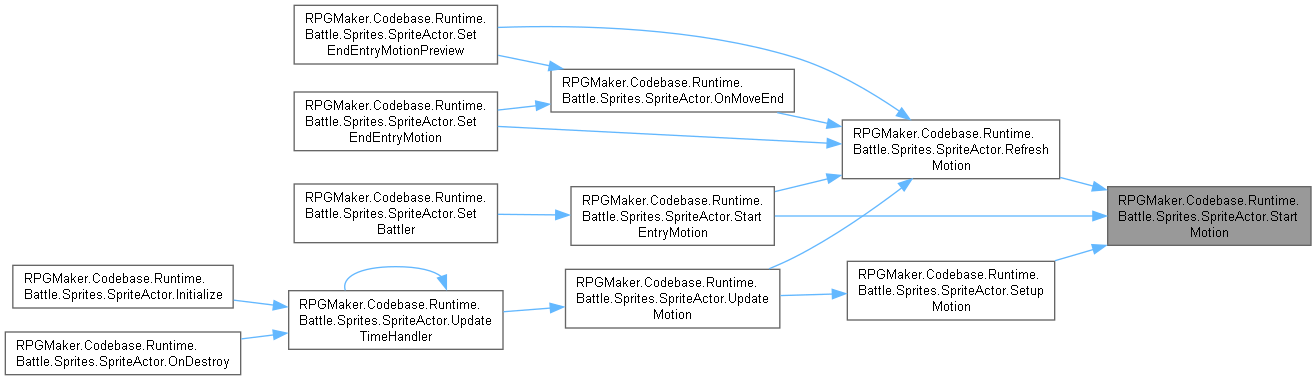 RPGMaker.Codebase.Runtime.
Battle.Sprites.SpriteActor.Set
EndEntryMotionPreview
RPGMaker.Codebase.Runtime.
Battle.Sprites.SpriteActor.OnMoveEnd
RPGMaker.Codebase.Runtime.
Battle.Sprites.SpriteActor.Set
EndEntryMotion
RPGMaker.Codebase.Runtime.
Battle.Sprites.SpriteActor.Refresh
Motion
RPGMaker.Codebase.Runtime.
Battle.Sprites.SpriteActor.Set
Battler
RPGMaker.Codebase.Runtime.
Battle.Sprites.SpriteActor.Start
EntryMotion
RPGMaker.Codebase.Runtime.
Battle.Sprites.SpriteActor.Start
Motion
RPGMaker.Codebase.Runtime.
Battle.Sprites.SpriteActor.Initialize
RPGMaker.Codebase.Runtime.
Battle.Sprites.SpriteActor.Update
TimeHandler
RPGMaker.Codebase.Runtime.
Battle.Sprites.SpriteActor.Update
Motion
RPGMaker.Codebase.Runtime.
Battle.Sprites.SpriteActor.Setup
Motion
RPGMaker.Codebase.Runtime.
Battle.Sprites.SpriteActor.OnDestroy